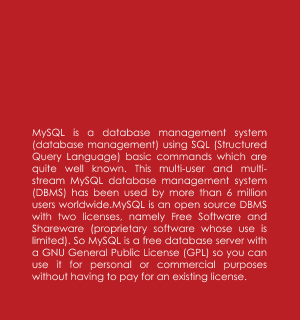 MySQL is a database management system
(database management) using SQL (Structured
Query Language) basic commands which are
quite well known. This multi-user and multi-
stream MySQL database management system
(DBMS) has been used by more than 6 million
users worldwide.MySQL is an open source DBMS
with two licenses, namely Free Software and
Shareware (proprietary software whose use is
limited). So MySQL is a free database server with
a GNU General Public License (GPL) so you can
use it for personal or commercial purposes
without having to pay for an existing license.